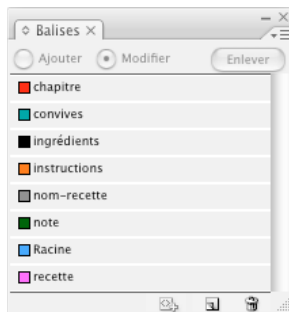 Balises
Ajouter Modifier Enlever
chapitre
convives
ingrédients
instructions
nom-recette
note
Racine
recette